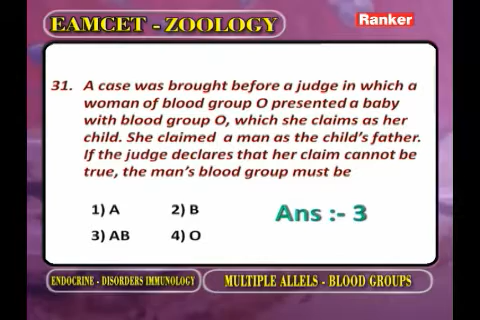 EAMCET - ZOOLOGY
Ranker
31. A case was brought before a judge in which a
woman of blood group O presented a baby
with blood group O, which she claims as her
child. She claimed a man as the child's father.
If the judge declares that her claim cannot be
true, the man's blood group must be
1) A 2) B
Ans :- 3
3) AB 4) O
ENDOCRINE - DISORDERS IMMUNOLOGY
MULTIPLE ALLELS - BLOOD GROUPS